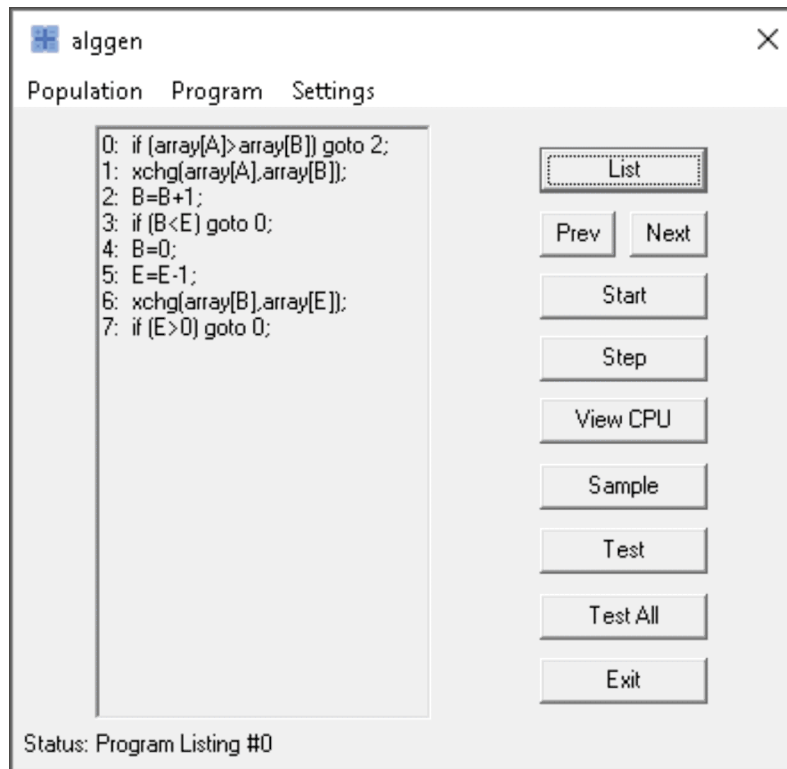 alggen
Population Program Settings
0: if (array[A]>array[B]) goto 2;
1: xchg(array[A],array[B]);
2: B=B+1;
3: if (B<E) goto 0;
4: B=0;
5: E=E-1;
6: xchg(array[B],array[E]);
7: if (E>0) goto 0;
List
Prev Next
Start
Step
View CPU
Sample
Test
Test All
Exit
Status: Program Listing #0